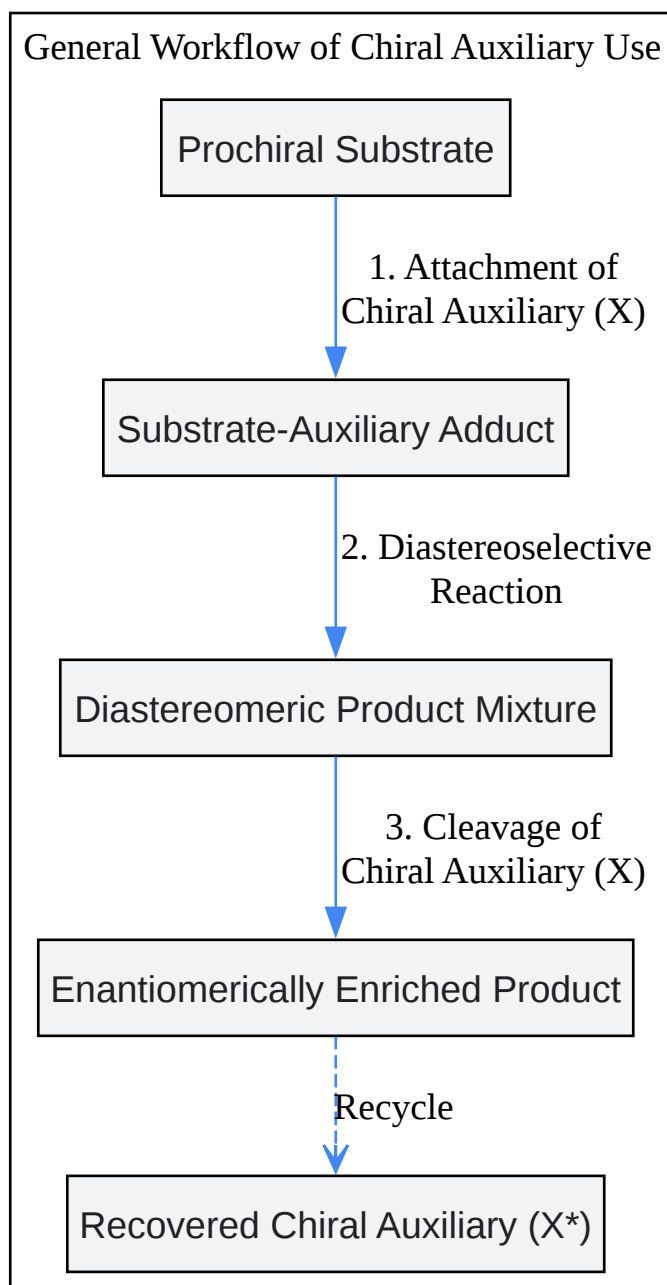 General Workflow of Chiral Auxiliary Use
Prochiral Substrate
1. Attachment of
Chiral Auxiliary (X)
Substrate-Auxiliary Adduct
2. Diastereoselective
Reaction
Diastereomeric Product Mixture
3. Cleavage of
Chiral Auxiliary (X)
Enantiomerically Enriched Product
Recycle
Recovered Chiral Auxiliary (X*)